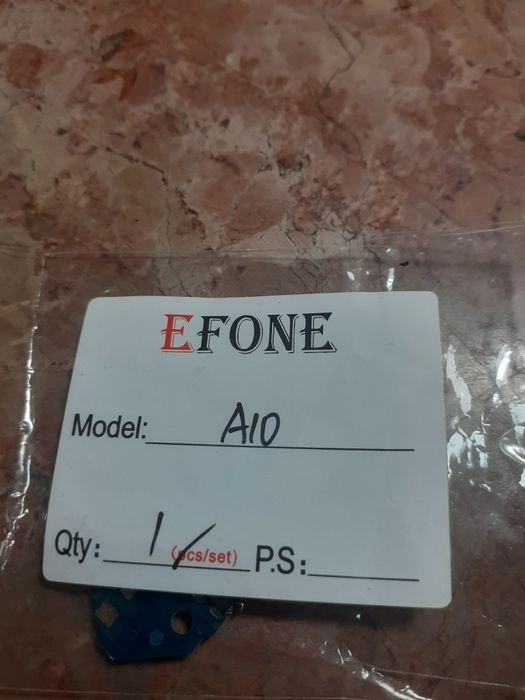 EFONE
Model: A10
Qty: 1 (pcs/set) P.S: